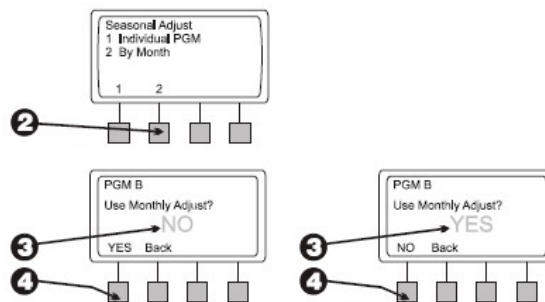 Seasonal Adjust
1 Individual PGM
2 By Month
1 2
2
PGM B
Use Monthly Adjust?
NO
3
YES Back
4
PGM B
Use Monthly Adjust?
YES
3
NO Back
4